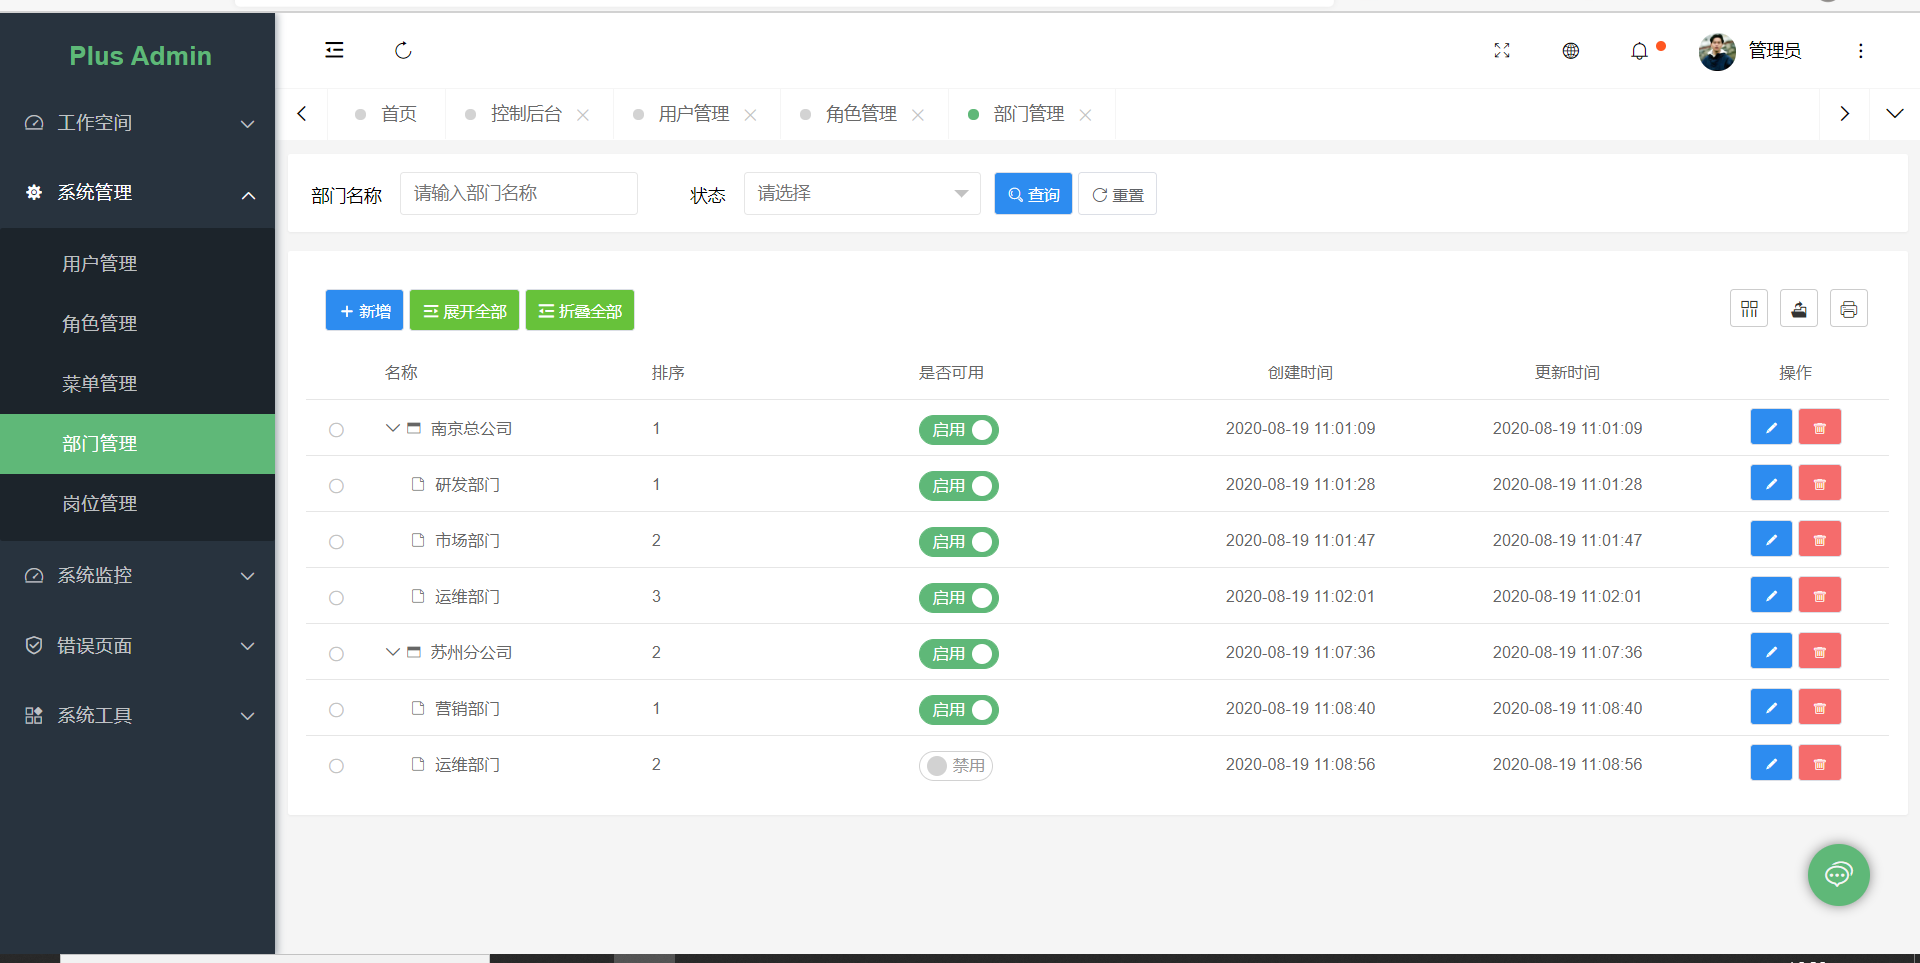 Plus Admin
管理员
工作空间
系统管理
用户管理
角色管理
菜单管理
部门管理
岗位管理
系统监控
错误页面
系统工具
首页 控制后台 用户管理 角色管理 部门管理
部门名称 请输入部门名称 状态 请选择 查询 重置
新增 展开全部 折叠全部
名称 排序 是否可用 创建时间 更新时间 操作
南京总公司 1 启用 2020-08-19 11:01:09 2020-08-19 11:01:09
研发部门 1 启用 2020-08-19 11:01:28 2020-08-19 11:01:28
市场部门 2 启用 2020-08-19 11:01:47 2020-08-19 11:01:47
运维部门 3 启用 2020-08-19 11:02:01 2020-08-19 11:02:01
苏州分公司 2 启用 2020-08-19 11:07:36 2020-08-19 11:07:36
营销部门 1 启用 2020-08-19 11:08:40 2020-08-19 11:08:40
运维部门 2 禁用 2020-08-19 11:08:56 2020-08-19 11:08:56